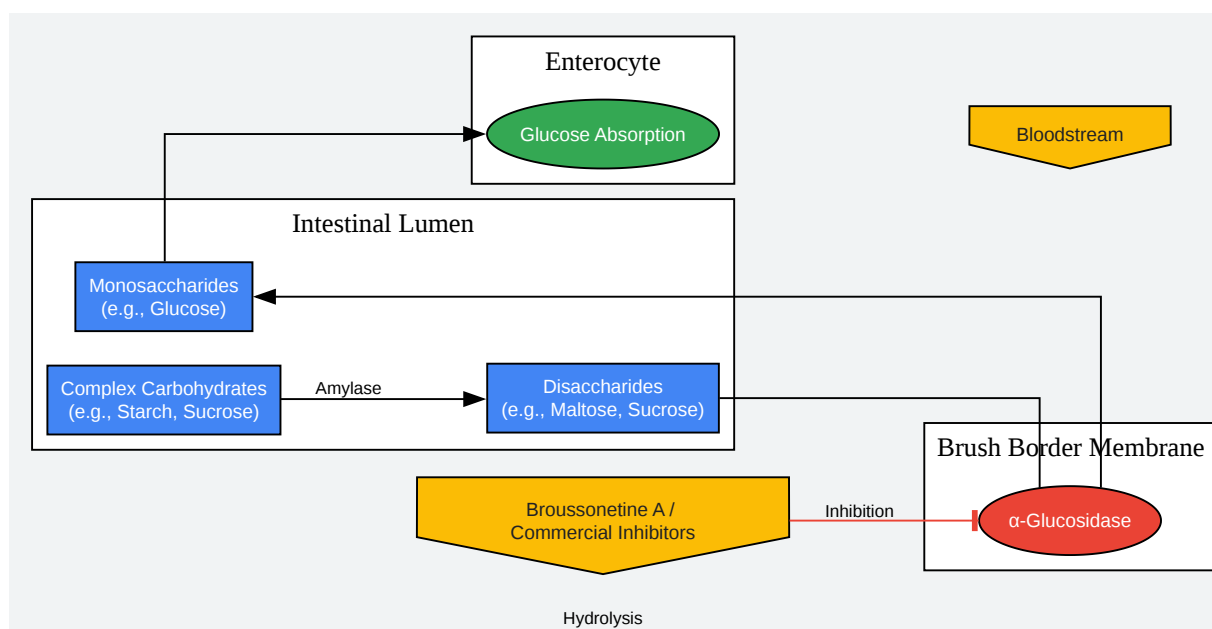 Enterocyte
Glucose Absorption
Bloodstream
Intestinal Lumen
Monosaccharides
(e.g., Glucose)
Complex Carbohydrates
(e.g., Starch, Sucrose)
Amylase
Disaccharides
(e.g., Maltose, Sucrose)
Brush Border Membrane
Broussonetine A /
Commercial Inhibitors
Inhibition
α-Glucosidase
Hydrolysis